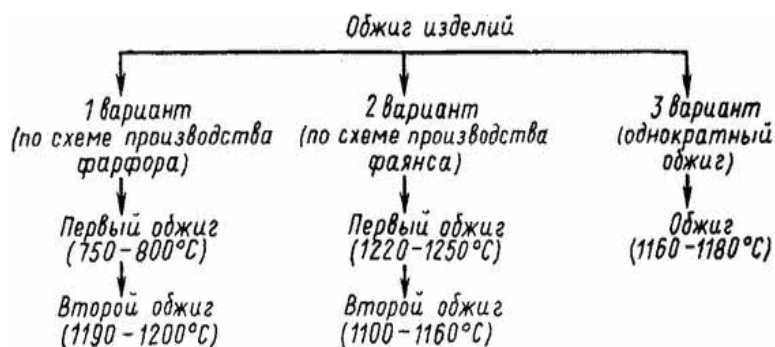 Обжиг изделий
1 вариант
(по схеме производства
фарфора)
Первый обжиг
(750-800°С)
Второй обжиг
(1190-1200°С)
2 вариант
(по схеме производства
фаянса)
Первый обжиг
(1220-1250°С)
Второй обжиг
(1100-1160°С)
3 вариант
(однократный
обжиг)
Обжиг
(1160-1180°С)